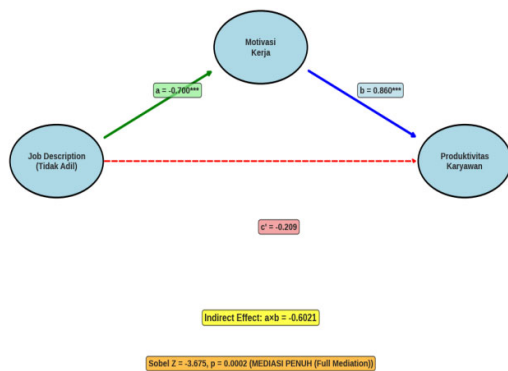 Motivasi
Kerja
a = -0.700***
b = 0.860***
Job Description
(Tidak Adil)
Produktivitas
Karyawan
c' = -0.209
Indirect Effect: a×b = -0.6021
Sobel Z = -3.675, p = 0.0002 (MEDIASI PENUH (Full Mediation))